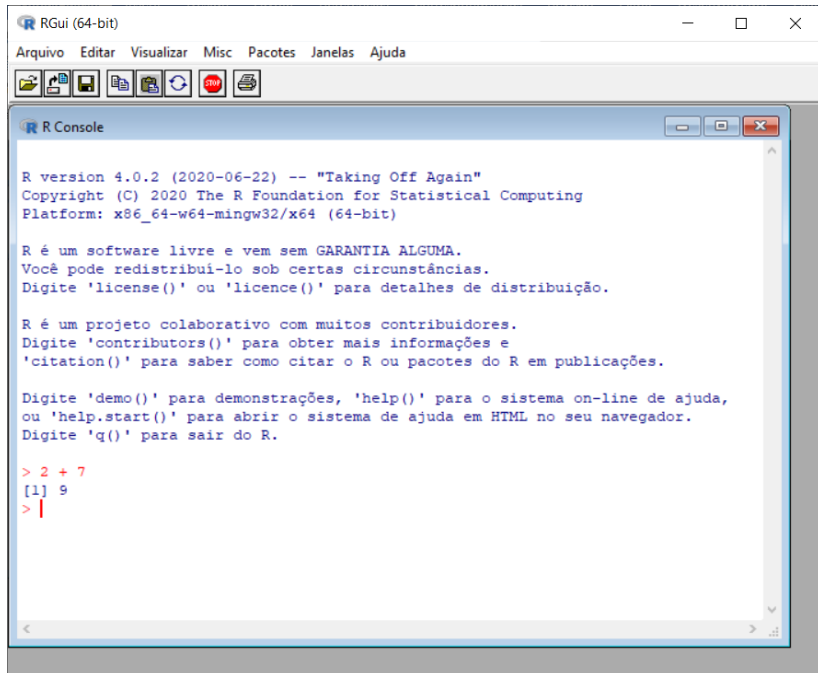 RGui (64-bit)
Arquivo Editar Visualizar Misc Pacotes Janelas Ajuda
STOP
R Console
R version 4.0.2 (2020-06-22) -- "Taking Off Again"
Copyright (C) 2020 The R Foundation for Statistical Computing
Platform: x86_64-w64-mingw32/x64 (64-bit)
R é um software livre e vem sem GARANTIA ALGUMA.
Você pode redistribuí-lo sob certas circunstâncias.
Digite 'license()' ou 'licence()' para detalhes de distribuição.
R é um projeto colaborativo com muitos contribuidores.
Digite 'contributors()' para obter mais informações e
'citation()' para saber como citar o R ou pacotes do R em publicações.
Digite 'demo()' para demonstrações, 'help()' para o sistema on-line de ajuda,
ou 'help.start()' para abrir o sistema de ajuda em HTML no seu navegador.
Digite 'q()' para sair do R.
> 2 + 7
[1] 9
>